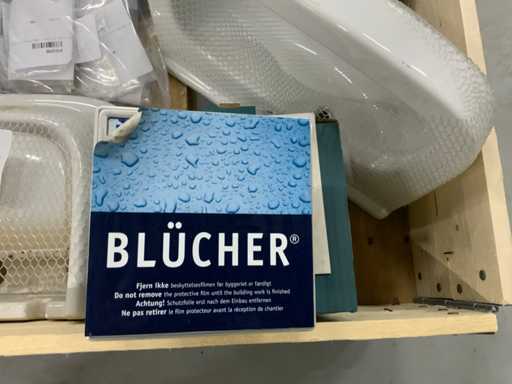 BLÜCHER®
Fjern ikke beskyttelsesfilmen før byggeriet er færdigt
Do not remove the protective film until the building work is finished
Achtung! Schutzfolie erst nach dem Einbau entfernen
Ne pas retirer le film protecteur avant la réception de chantier